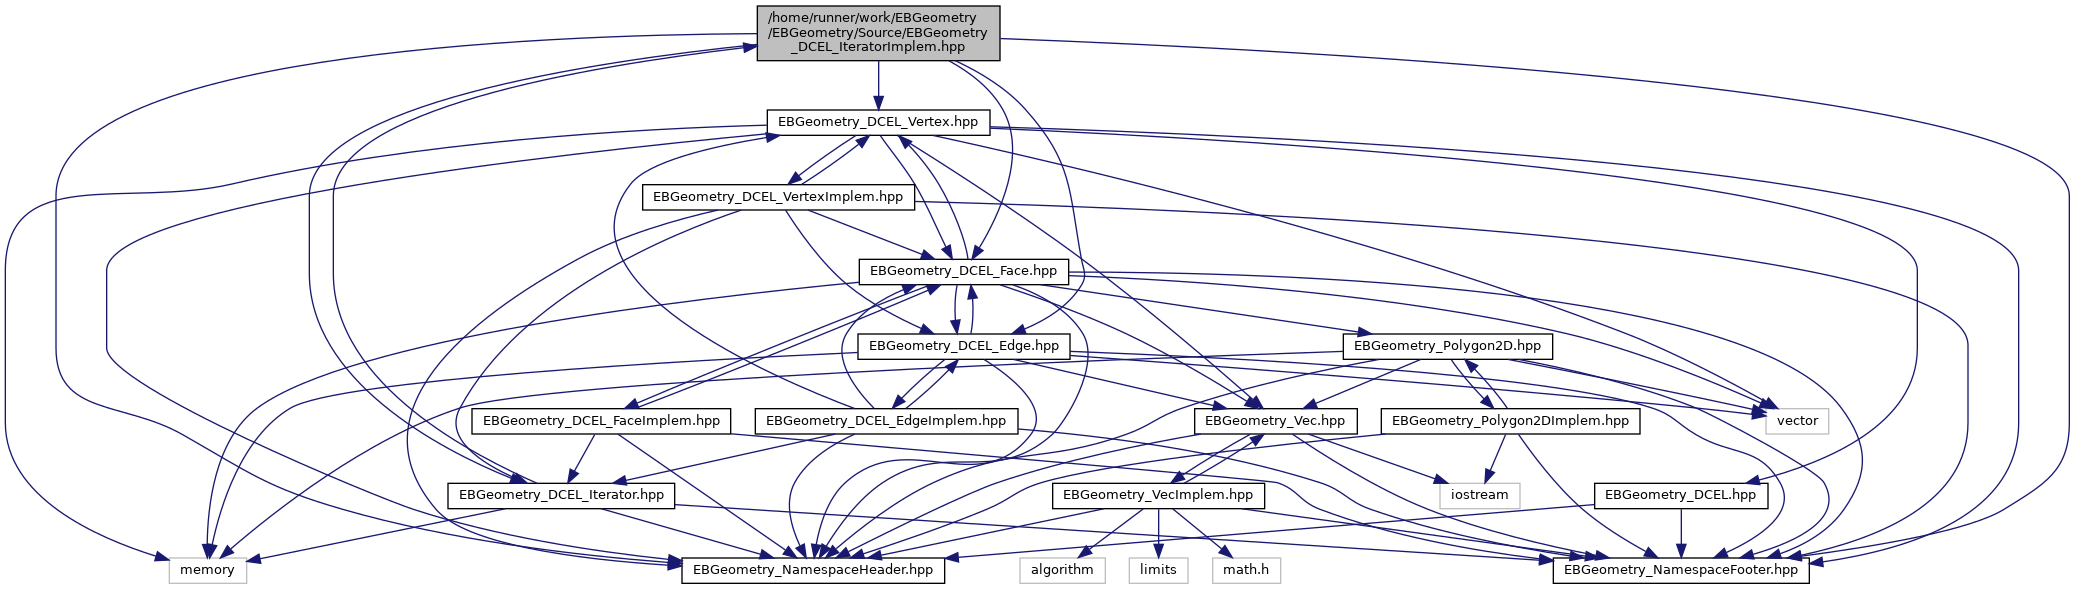 /home/runner/work/EBGeometry
/EBGeometry/Source/EBGeometry
_DCEL_IteratorImplem.hpp
EBGeometry_DCEL_Vertex.hpp
EBGeometry_DCEL_VertexImplem.hpp
EBGeometry_DCEL_Face.hpp
EBGeometry_DCEL_Edge.hpp
EBGeometry_Polygon2D.hpp
EBGeometry_DCEL_FaceImplem.hpp
EBGeometry_DCEL_EdgeImplem.hpp
EBGeometry_Vec.hpp
EBGeometry_Polygon2DImplem.hpp
vector
EBGeometry_DCEL_Iterator.hpp
EBGeometry_VecImplem.hpp
iostream
EBGeometry_DCEL.hpp
memory
EBGeometry_NamespaceHeader.hpp
algorithm
limits
math.h
EBGeometry_NamespaceFooter.hpp